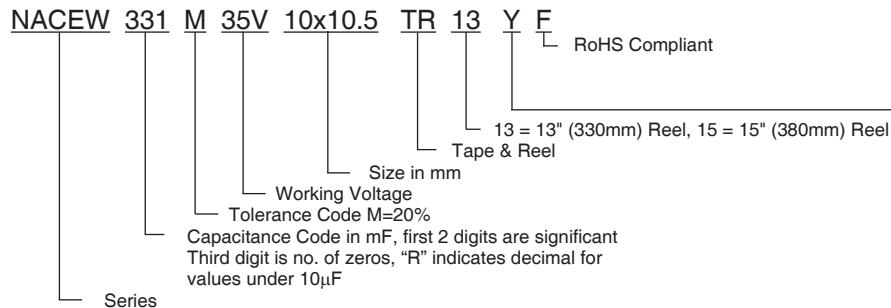 NACEW 331 M 35V 10x10.5 TR 13 Y F
RoHS Compliant
13 = 13" (330mm) Reel, 15 = 15" (380mm) Reel
Tape & Reel
Size in mm
Working Voltage
Tolerance Code M=20%
Capacitance Code in mF, first 2 digits are significant
Third digit is no. of zeros, “R” indicates decimal for
values under 10µF
Series